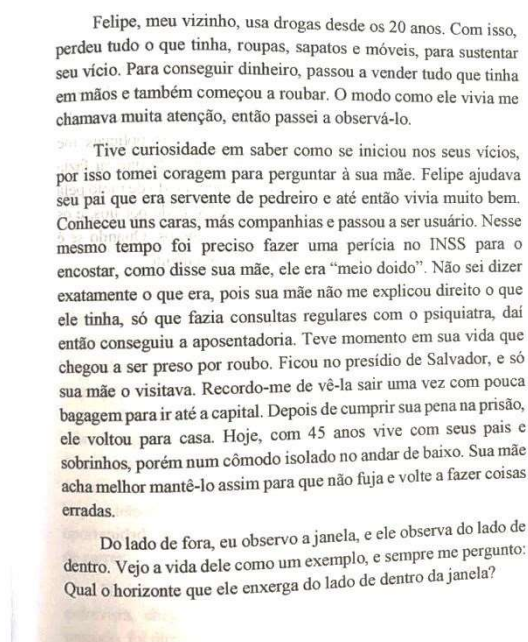 Felipe, meu vizinho, usa drogas desde os 20 anos. Com isso,
perdeu tudo o que tinha, roupas, sapatos e móveis, para sustentar
seu vício. Para conseguir dinheiro, passou a vender tudo que tinha
em mãos e também começou a roubar. O modo como ele vivia me
chamava muita atenção, então passei a observá-lo.
Tive curiosidade em saber como se iniciou nos seus vícios,
por isso tomei coragem para perguntar à sua mãe. Felipe ajudava
seu pai que era servente de pedreiro e até então vivia muito bem.
Conheceu uns caras, más companhias e passou a ser usuário. Nesse
mesmo tempo foi preciso fazer uma perícia no INSS para o
encostar, como disse sua mãe, ele era “meio doido”. Não sei dizer
exatamente o que era, pois sua mãe não me explicou direito o que
ele tinha, só que fazia consultas regulares com o psiquiatra, daí
então conseguiu a aposentadoria. Teve momento em sua vida que
chegou a ser preso por roubo. Ficou no presídio de Salvador, e só
sua mãe o visitava. Recordo-me de vê-la sair uma vez com pouca
bagagem para ir até a capital. Depois de cumprir sua pena na prisão,
ele voltou para casa. Hoje, com 45 anos vive com seus pais e
sobrinhos, porém num cômodo isolado no andar de baixo. Sua mãe
acha melhor mantê-lo assim para que não fuja e volte a fazer coisas
erradas.
Do lado de fora, eu observo a janela, e ele observa do lado de
dentro. Vejo a vida dele como um exemplo, e sempre me pergunto:
Qual o horizonte que ele enxerga do lado de dentro da janela?